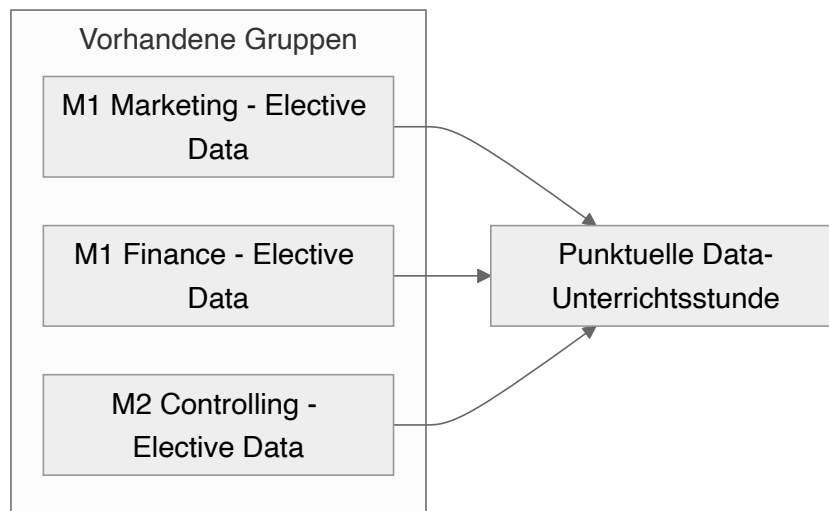 Vorhandene Gruppen
M1 Marketing - Elective
Data
M1 Finance - Elective
Data
M2 Controlling -
Elective Data
Punktuelle Data-
Unterrichtsstunde